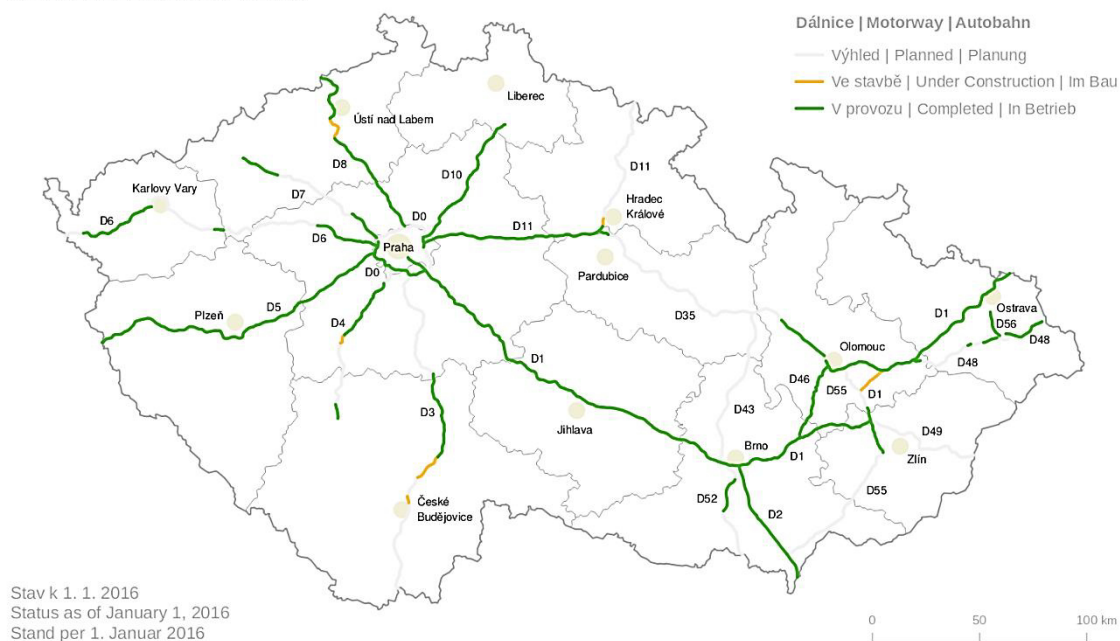 Dálnice | Motorway | Autobahn
Výhled | Planned | Planung
Ve stavbě | Under Construction | Im Bau
V provozu | Completed | In Betrieb
Liberec
Ústí nad Labem
D8
D10
D11
D7
Karlovy Vary
D6
D0
Hradec
Králové
D11
D6
Praha
D0
Pardubice
D5
Plzeň
D4
D35
D1
Ostrava
D56
D48
D1
Olomouc
D48
D46
D55
D1
D3
D43
Jihlava
D49
Brno
D1
Zlín
D52
D55
D2
České
Budějovice
Stav k 1. 1. 2016
Status as of January 1, 2016
Stand per 1. Januar 2016
0 50 100 km